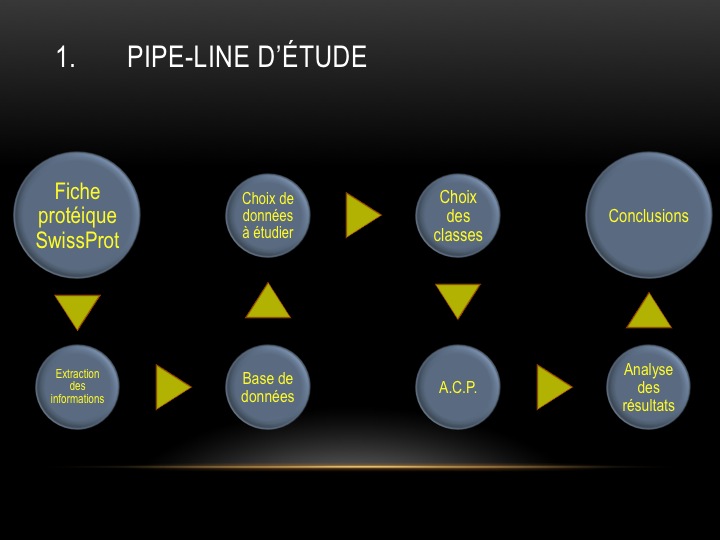 1. PIPE-LINE D'ÉTUDE
Fiche
protéique
SwissProt
Extraction
des
informations
Base de
données
Choix de
données
à étudier
Choix
des
classes
A.C.P.
Analyse
des
résultats
Conclusions